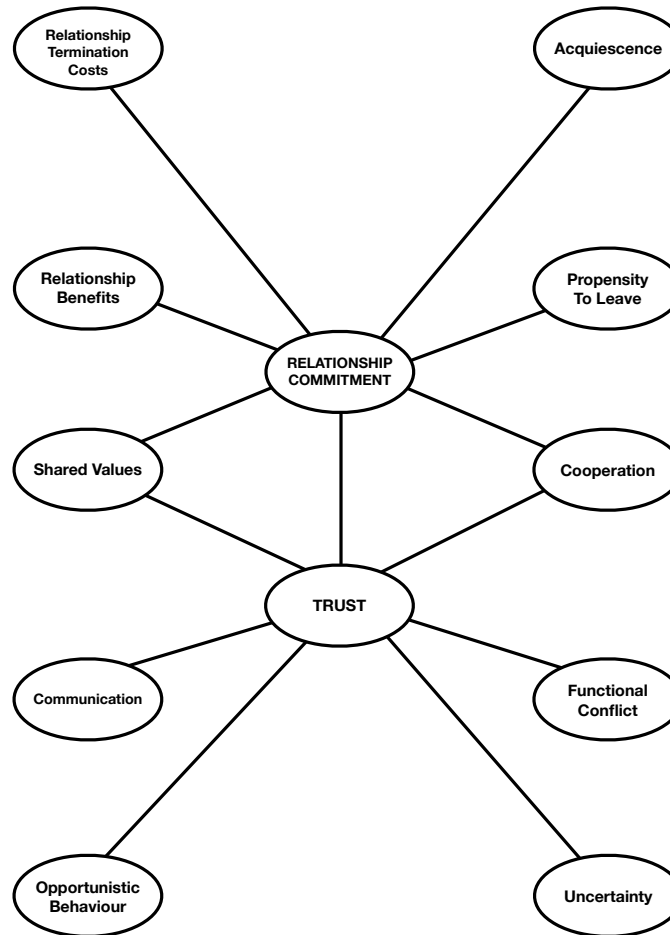 Relationship
Termination
Costs
Acquiescence
Relationship
Benefits
Propensity
To Leave
RELATIONSHIP
COMMITMENT
Shared Values
Cooperation
TRUST
Communication
Functional
Conflict
Opportunistic
Behaviour
Uncertainty